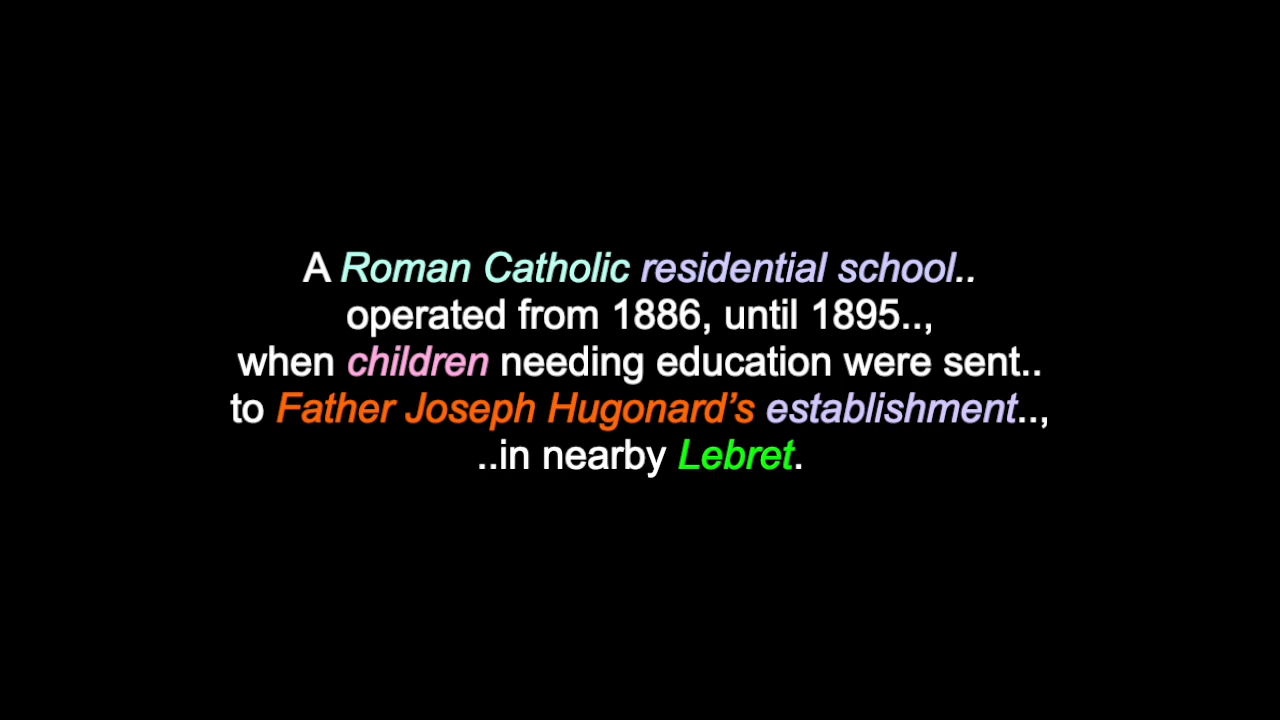 A Roman Catholic residential school..
operated from 1886, until 1895..,
when children needing education were sent..
to Father Joseph Hugonard’s establishment..,
..in nearby Lebret.